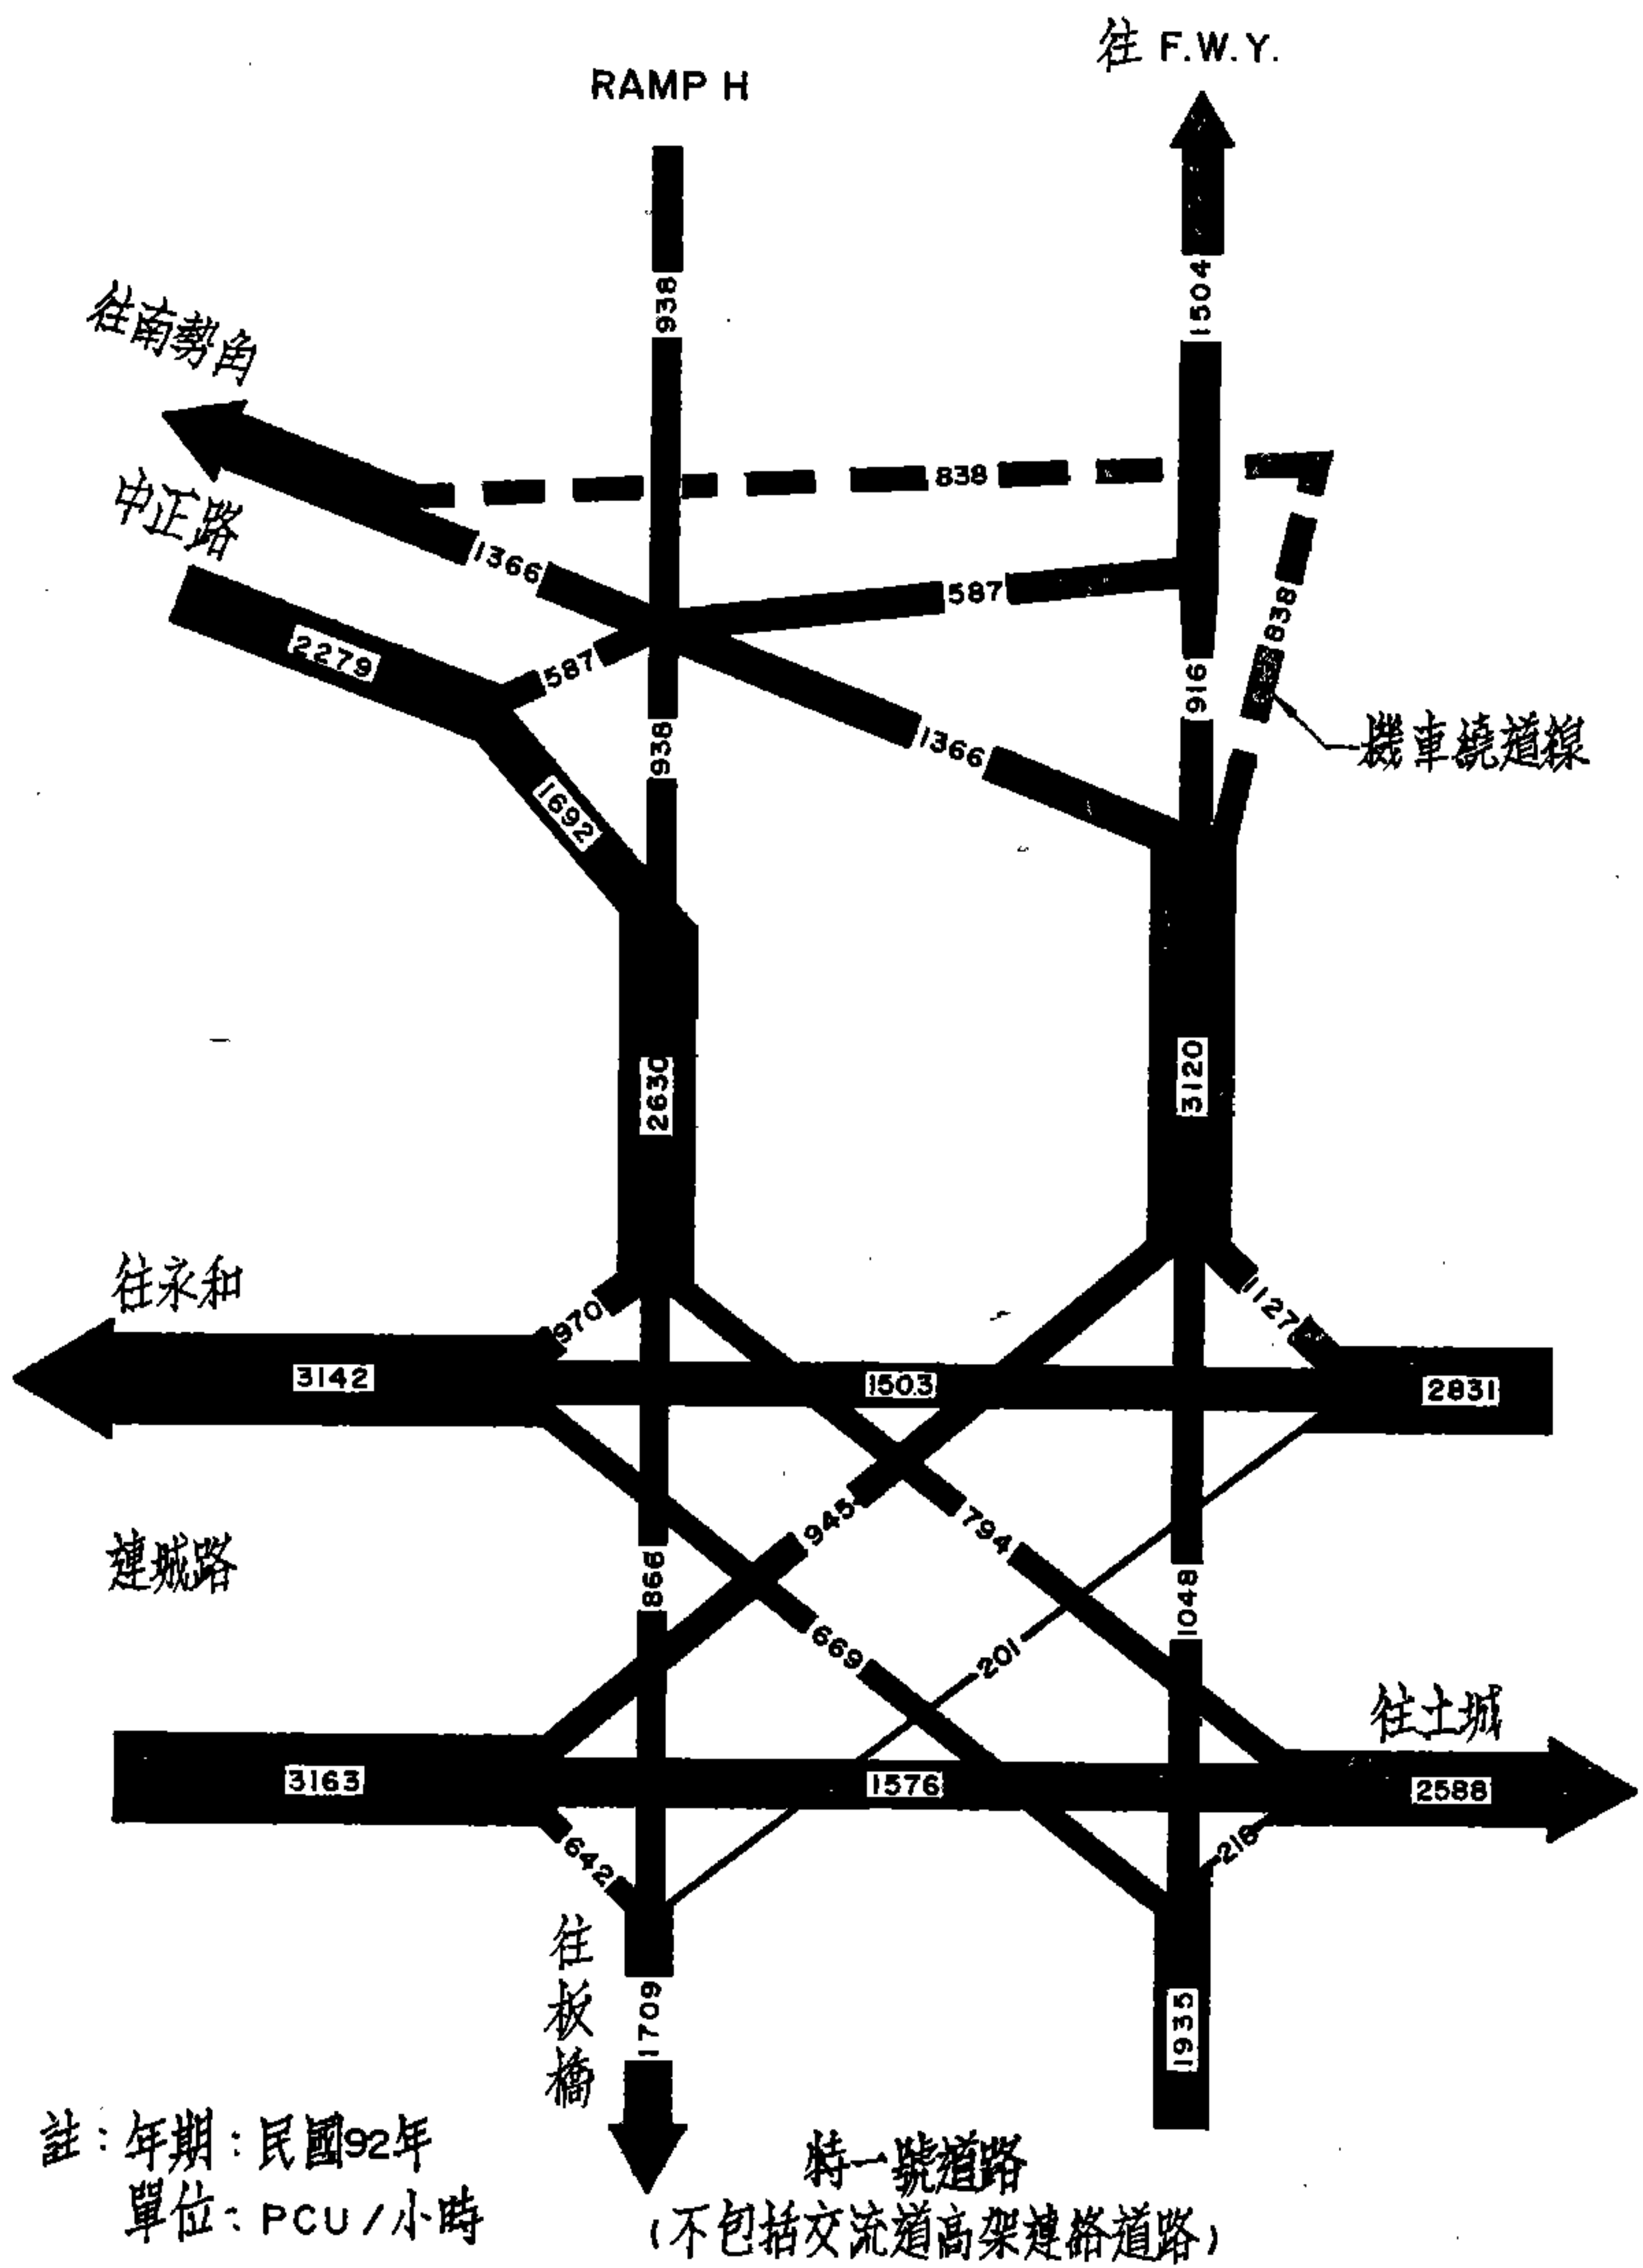 往 F.W.Y.
RAMP H
938
1504
往南勢角
中正路
838
1366
587
838
2279
587
916
938
1366
機車繞道線
1692
2630
3120
往永和
970
1127
3142
1503
2831
連城路
945
794
866
669
1048
201
往土城
3163
1576
2588
642
218
往板橋
1709
1935
註：年期：民國92年
單位：PCU/小時
特一號道路
(不包括交流道高架連絡道路)